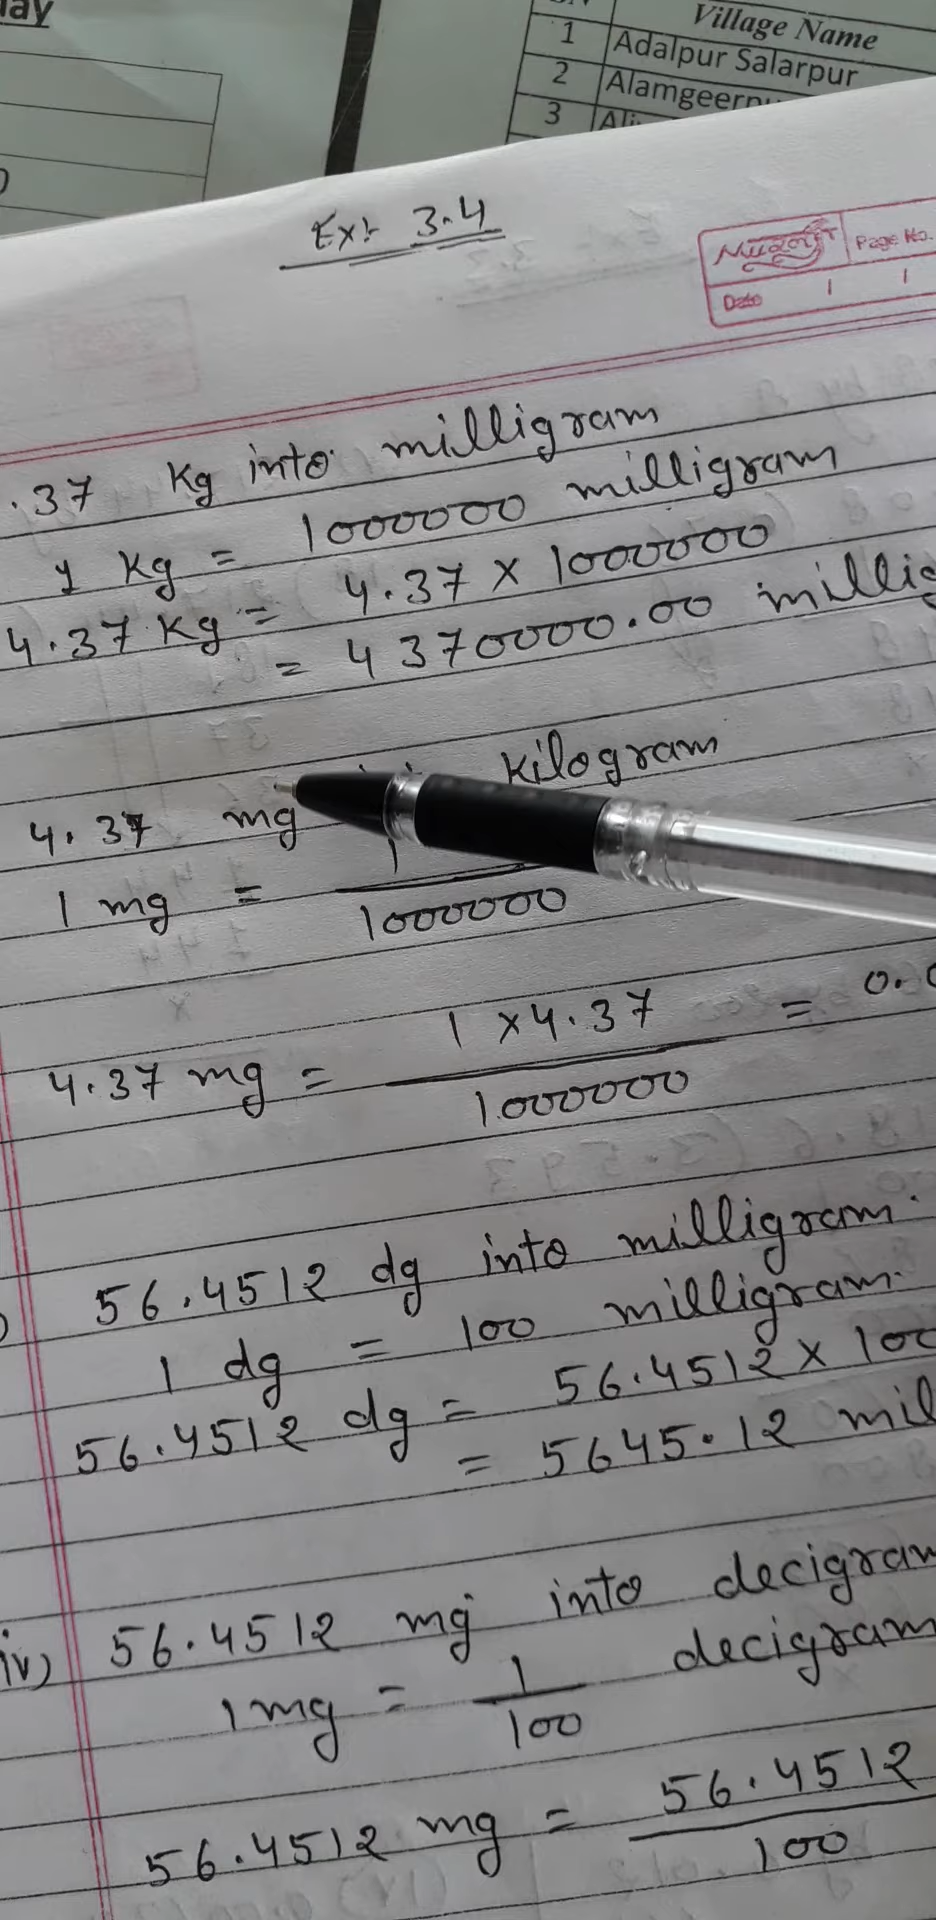 Village Name
1 Adalpur Salarpur
2
3
Ex:- 3.4
Page No.
Date
.37 Kg into milligram
1 Kg = 1000000 milligram
4.37 Kg = 4.37 x 1000000
= 4370000.00
4.37 mg kilogram
1 mg = 1/1000000
4.37 mg = 1 x 4.37/1000000 = 0.0
56.4512 dg into milligram.
1 dg = 100 milligram.
56.4512 dg = 56.4512 x 100
= 5645.12 mil
iv) 56.4512 mg into decigram
1 mg = 1/100 decigram
56.4512 mg = 56.4512/100